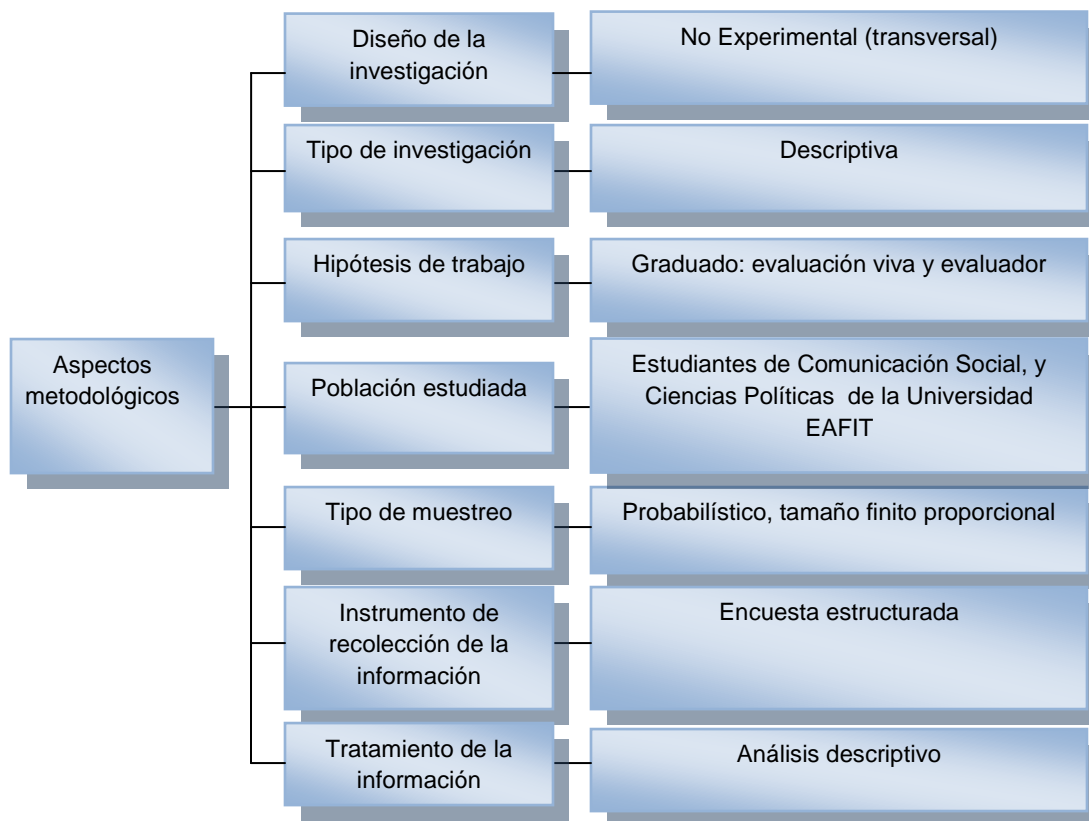 Diseño de la
investigación
No Experimental (transversal)
Tipo de investigación
Descriptiva
Hipótesis de trabajo
Graduado: evaluación viva y evaluador
Aspectos
metodológicos
Población estudiada
Estudiantes de Comunicación Social, y
Ciencias Políticas de la Universidad
EAFIT
Tipo de muestreo
Probabilístico, tamaño finito proporcional
Instrumento de
recolección de la
información
Encuesta estructurada
Tratamiento de la
información
Análisis descriptivo